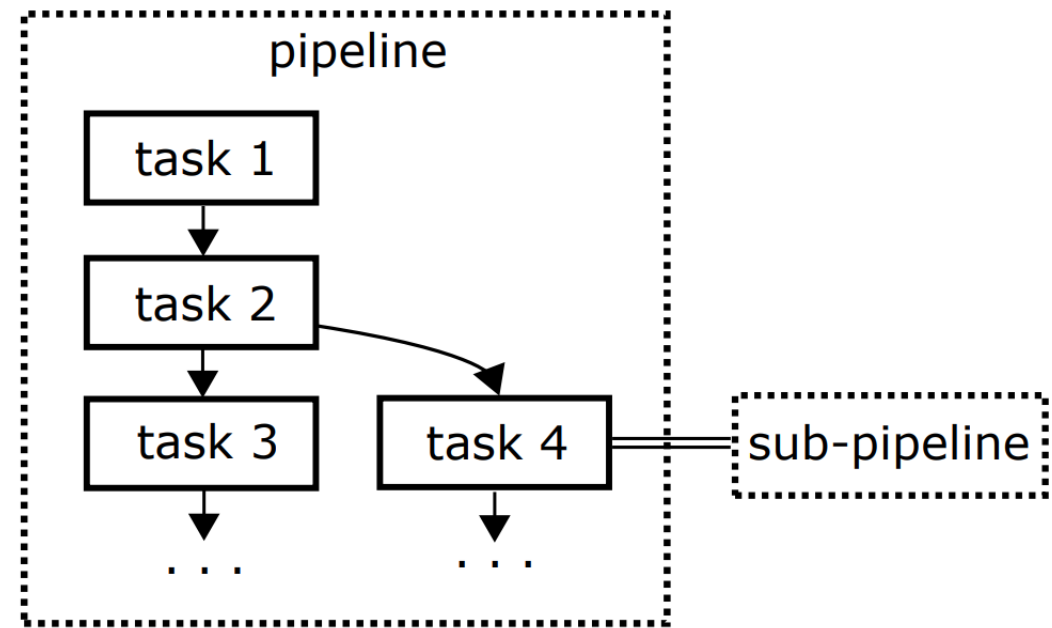 pipeline
task 1
task 2
task 3
task 4
sub-pipeline
. . .
. . .